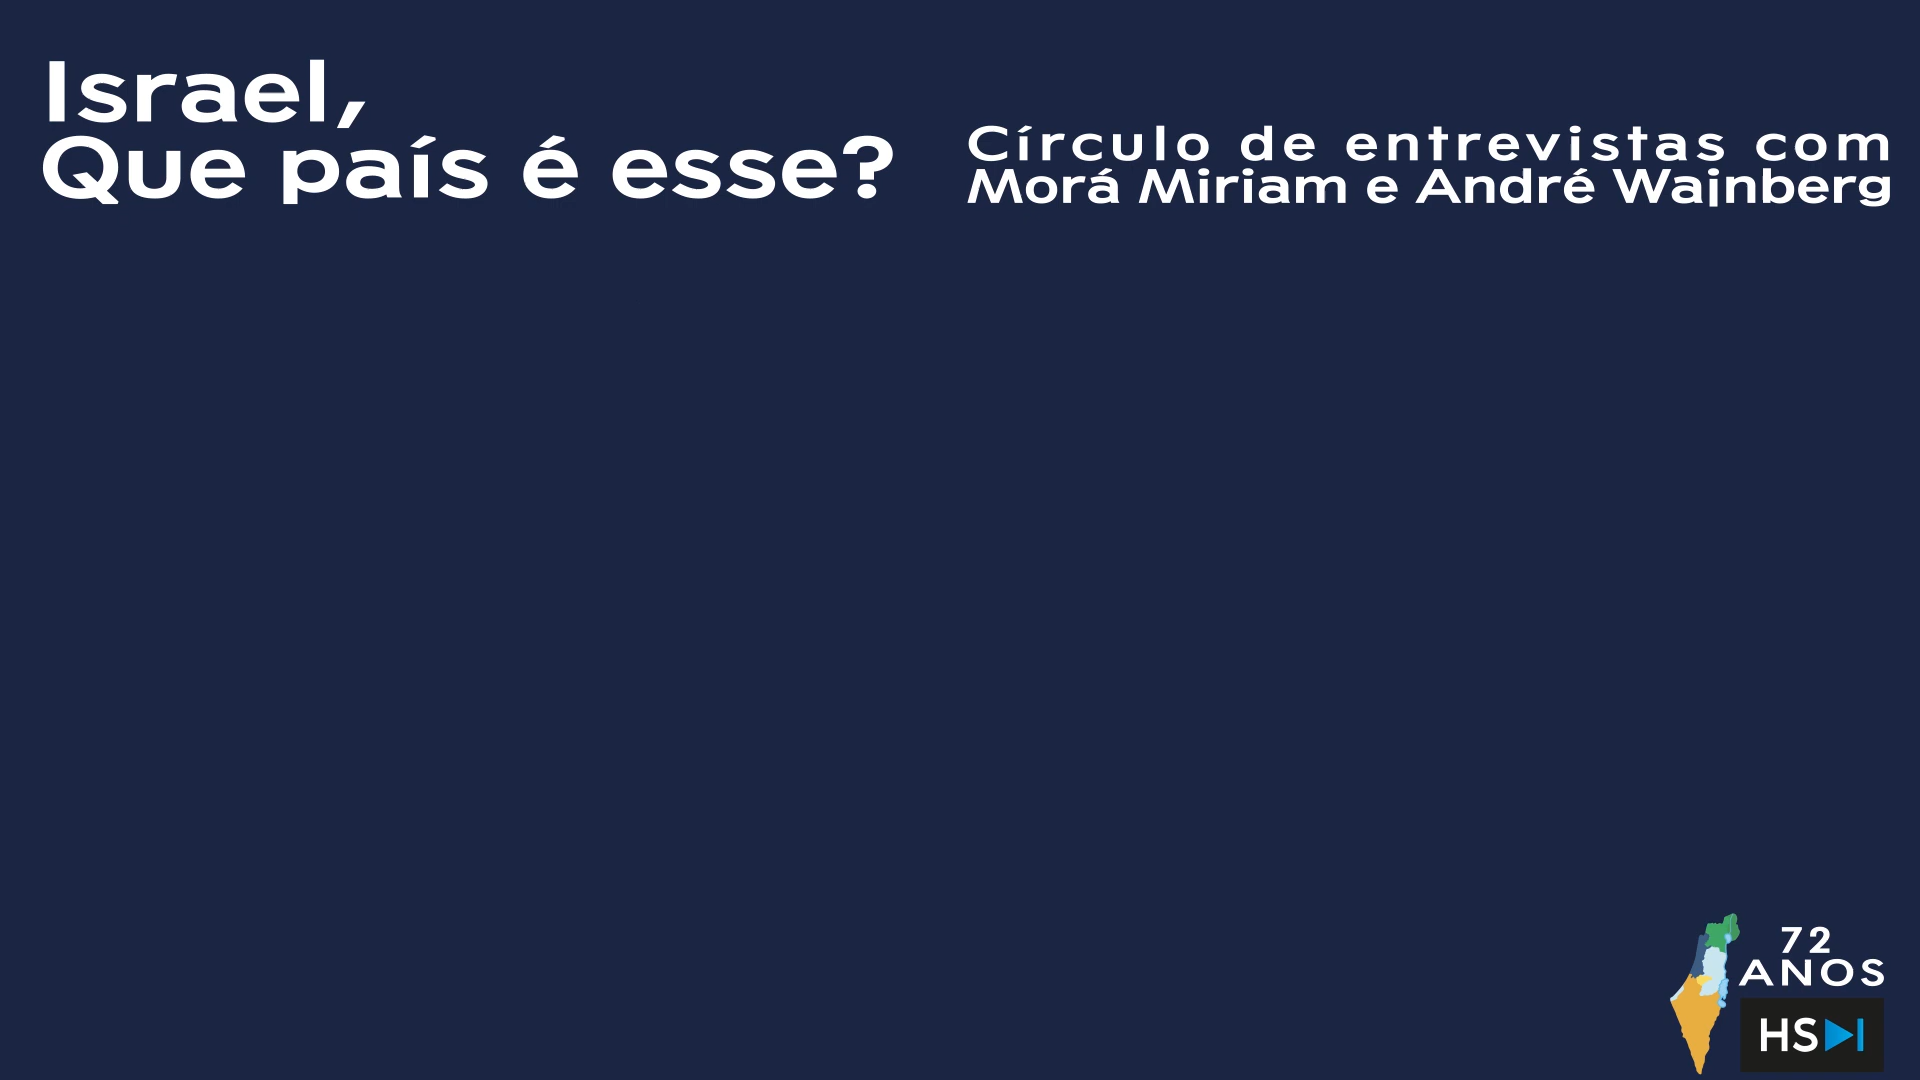 Israel,
Que país é esse?
Círculo de entrevistas com
Morá Miriam e André Wajnberg
72
ANOS
HS